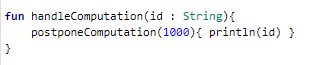 fun handleComputation(id : String){
    postponeComputation(1000){ println(id) }
}